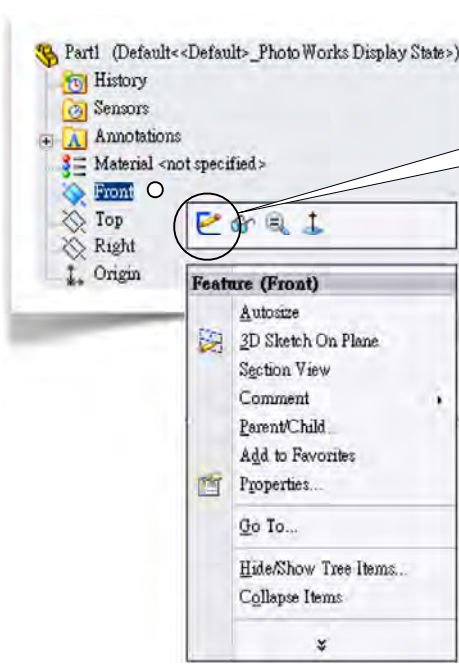 Part1 (Default<<Default>_PhotoWorks Display State>)
History
Sensors
Annotations
Material <not specified>
Front
Top
Right
Origin
Feature (Front)
Autosize
3D Sketch On Plane
Section View
Comment
Parent/Child...
Add to Favorites
Properties...
Go To...
Hide/Show Tree Items...
Collapse Items